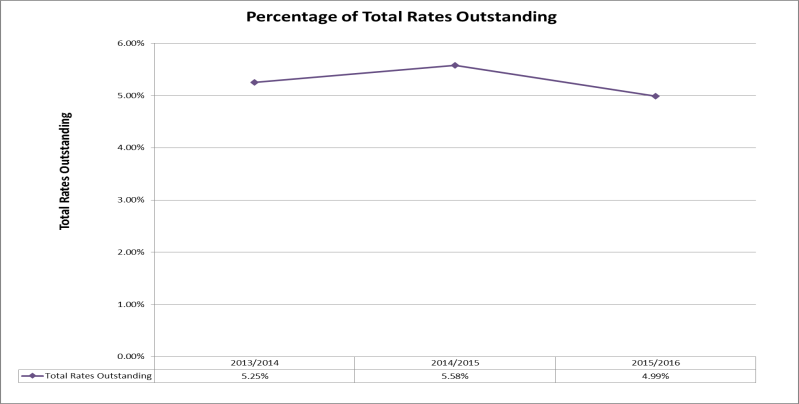 Percentage of Total Rates Outstanding
Total Rates Outstanding
6.00%
5.00%
4.00%
3.00%
2.00%
1.00%
0.00%
2013/2014 2014/2015 2015/2016
Total Rates Outstanding 5.25% 5.58% 4.99%